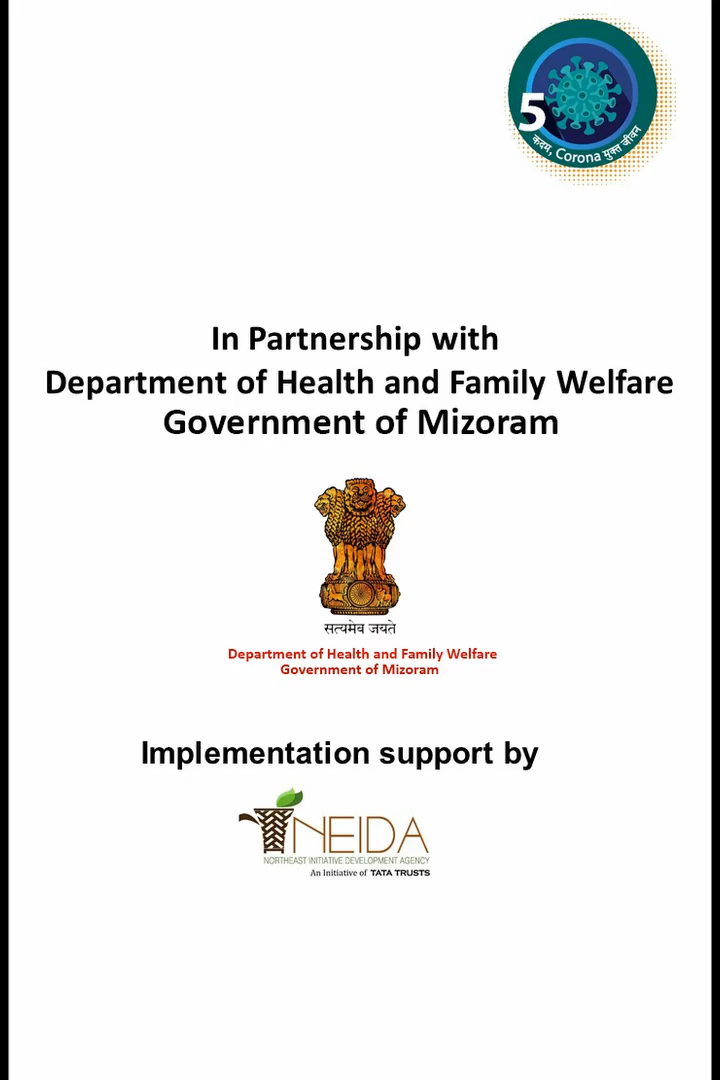 5
कदम, Corona मुक्त जीवन
In Partnership with
Department of Health and Family Welfare
Government of Mizoram
सत्यमेव जयते
Department of Health and Family Welfare
Government of Mizoram
Implementation support by
NEIDA
NORTHEAST INITIATIVE DEVELOPMENT AGENCY
An Initiative of TATA TRUSTS